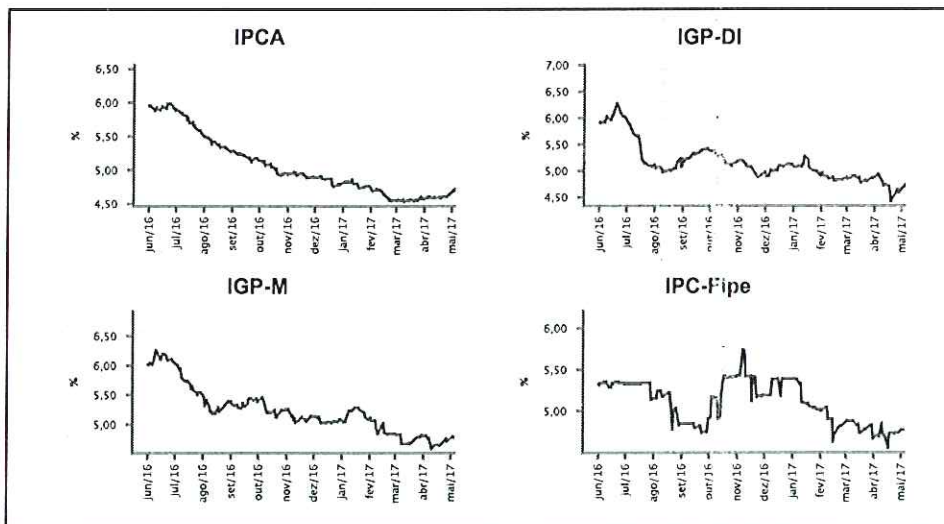 IPCA
6,50
6,00
5,50
5,00
4,50
%
jun/16
jul/16
ago/16
set/16
out/16
nov/16
dez/16
jan/17
fev/17
mar/17
abr/17
mai/17
IGP-DI
7,00
6,50
6,00
5,50
5,00
4,50
%
jun/16
jul/16
ago/16
set/16
out/16
nov/16
dez/16
jan/17
fev/17
mar/17
abr/17
mai/17
IGP-M
6,50
6,00
5,50
5,00
%
jun/16
jul/16
ago/16
set/16
out/16
nov/16
dez/16
jan/17
fev/17
mar/17
abr/17
mai/17
IPC-Fipe
6,00
5,50
5,00
%
jun/16
jul/16
ago/16
set/16
out/16
nov/16
dez/16
jan/17
fev/17
mar/17
abr/17
mai/17